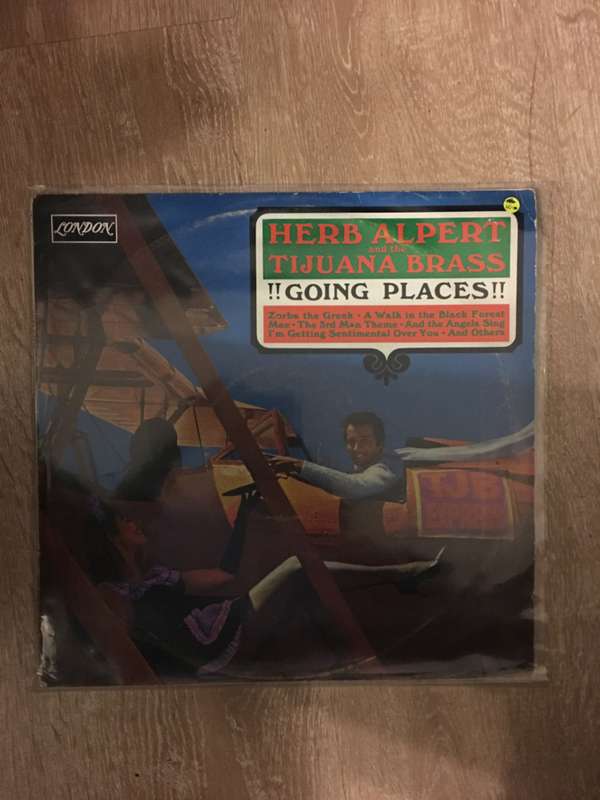 LONDON
HERB ALPERT
and the
TIJUANA BRASS
!!GOING PLACES!!
Zorba the Greek • A Walk in the Black Forest
Mae • The 3rd Man Theme • And the Angels Sing
I'm Getting Sentimental Over You • And Others
TJB